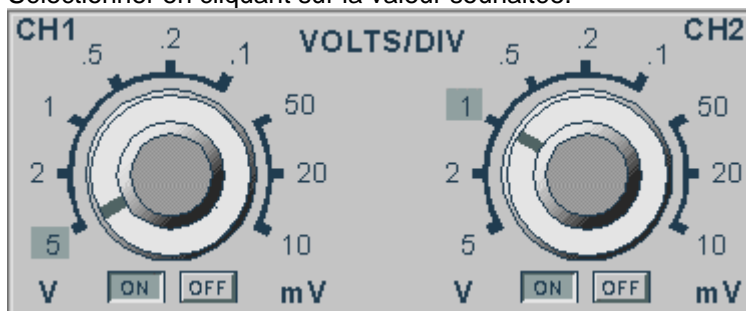 Sélectionner en cliquant sur la valeur souhaitée.
CH1 VOLTS/DIV CH2
.5 .2 .1 .5 .2 .1
1 50 1 50
2 20 2 20
5 10 5 10
V ON OFF mV V ON OFF mV